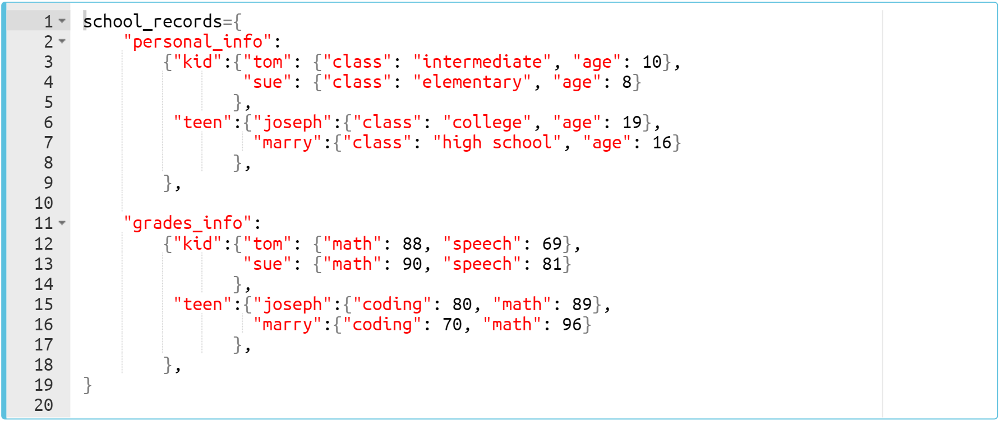 1 school_records={
2 "personal_info":
3 {"kid":{"tom": {"class": "intermediate", "age": 10},
4 "sue": {"class": "elementary", "age": 8}
5 },
6 "teen":{"joseph":{"class": "college", "age": 19},
7 "marry":{"class": "high school", "age": 16}
8 },
9 },
10
11 "grades_info":
12 {"kid":{"tom": {"math": 88, "speech": 69},
13 "sue": {"math": 90, "speech": 81}
14 },
15 "teen":{"joseph":{"coding": 80, "math": 89},
16 "marry":{"coding": 70, "math": 96}
17 },
18 },
19 }
20